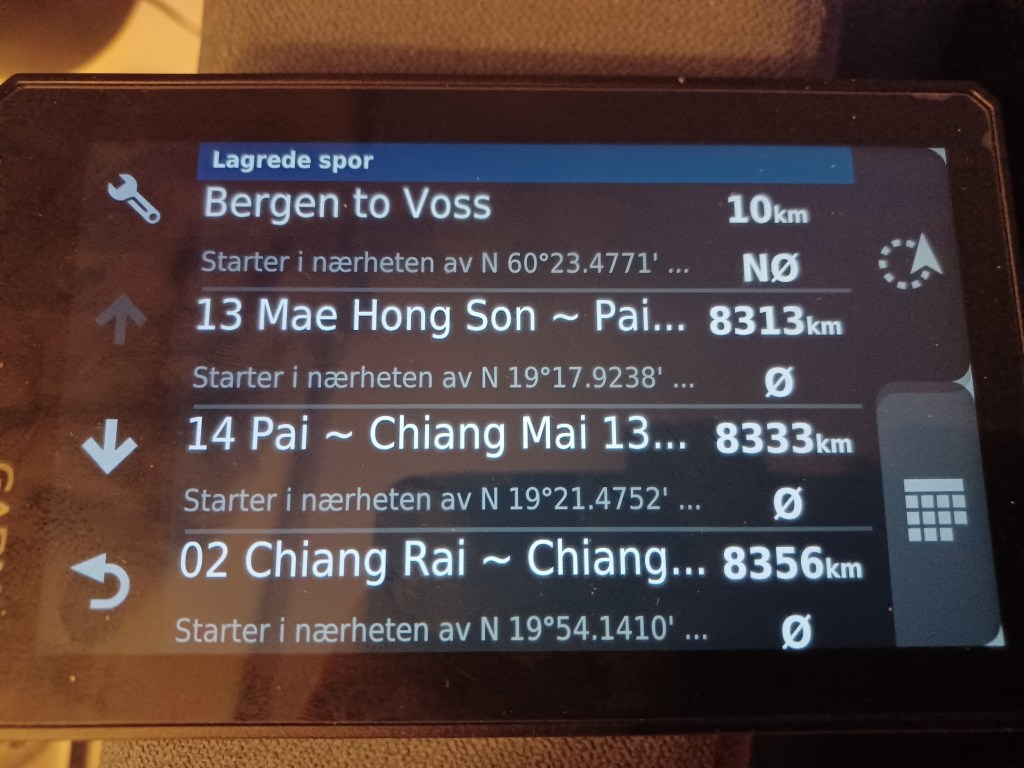 Lagrede spor
Bergen to Voss 10km
Starter i nærheten av N 60°23.4771' ... NØ
13 Mae Hong Son ~ Pai... 8313km
Starter i nærheten av N 19°17.9238' ... Ø
14 Pai ~ Chiang Mai 13... 8333km
Starter i nærheten av N 19°21.4752' ... Ø
02 Chiang Rai ~ Chiang... 8356km
Starter i nærheten av N 19°54.1410' ... Ø